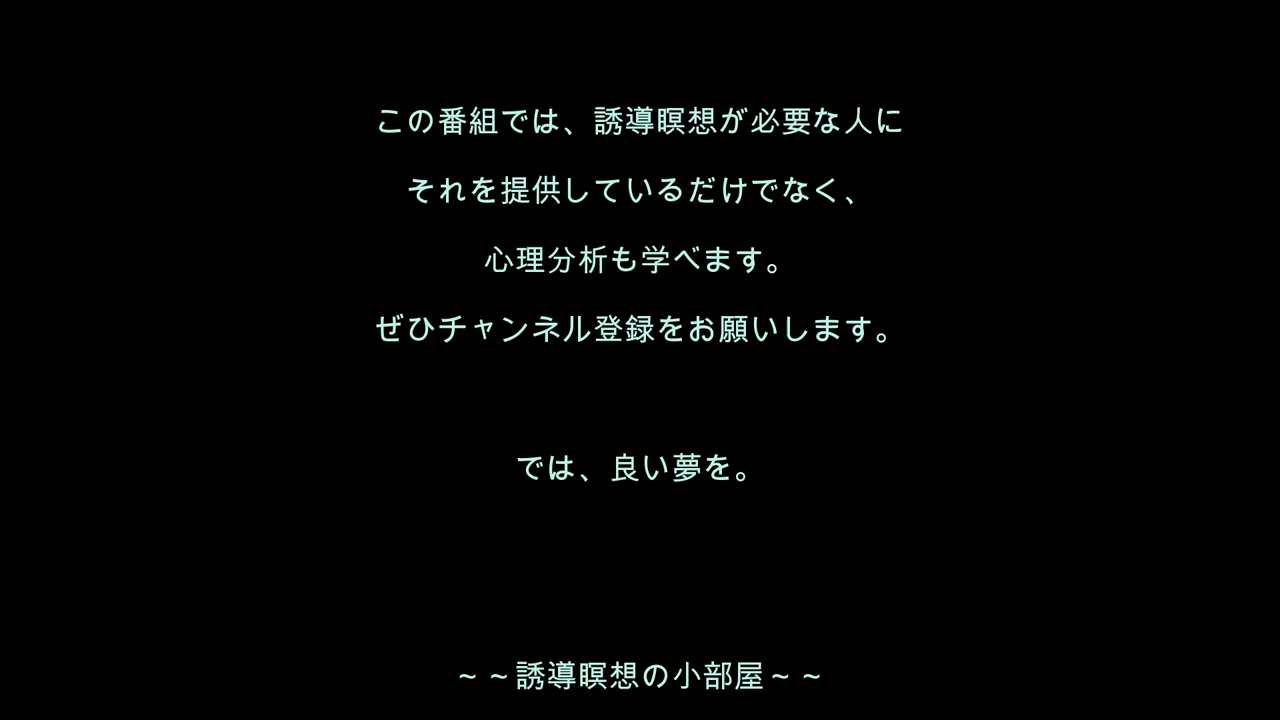 この番組では、誘導瞑想が必要な人に
それを提供しているだけでなく、
心理分析も学べます。
ぜひチャンネル登録をお願いします。
では、良い夢を。
~ ~誘導瞑想の小部屋~ ~